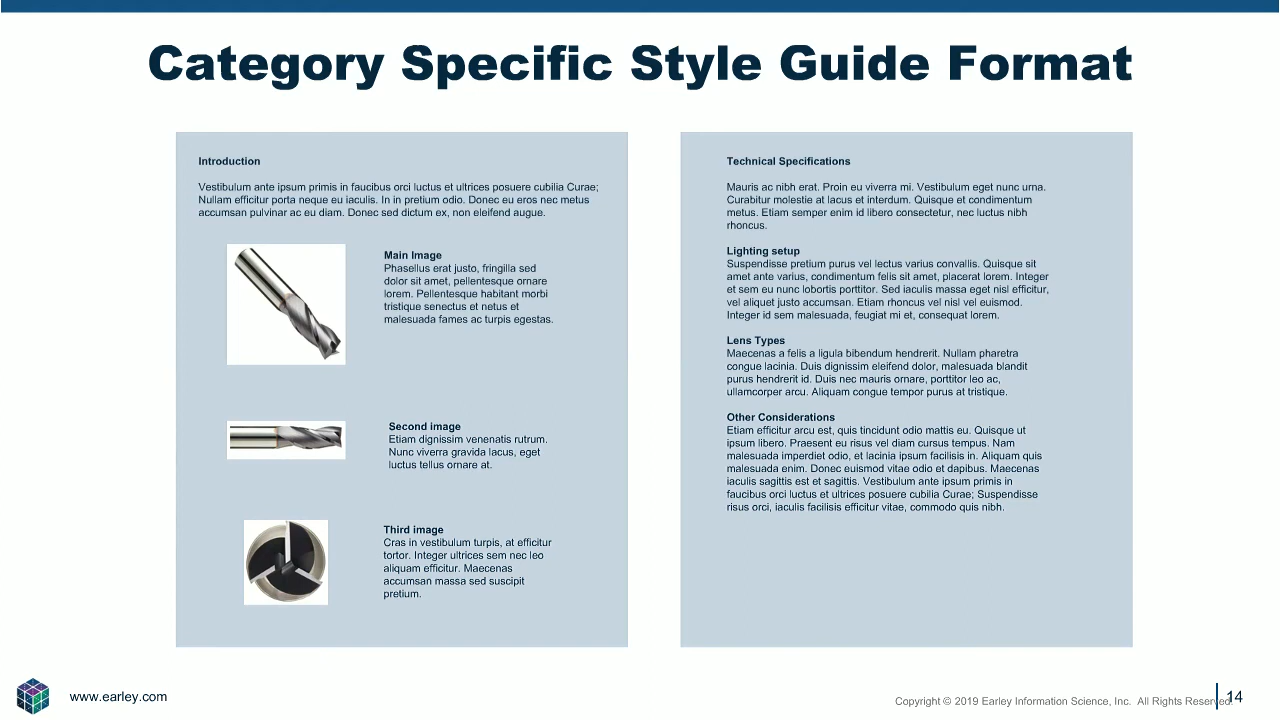 Category Specific Style Guide Format
Introduction
Vestibulum ante ipsum primis in faucibus orci luctus et ultrices posuere cubilia Curae;
Nullam efficitur porta neque eu iaculis. In in pretium odio. Donec eu eros nec metus
accumsan pulvinar ac eu diam. Donec sed dictum ex, non eleifend augue.
Main Image
Phasellus erat justo, fringilla sed
dolor sit amet, pellentesque ornare
lorem. Pellentesque habitant morbi
tristique senectus et netus et
malesuada fames ac turpis egestas.
Second image
Etiam dignissim venenatis rutrum.
Nunc viverra gravida lacus, eget
luctus tellus ornare at.
Third image
Cras in vestibulum turpis, at efficitur
tortor. Integer ultrices sem nec leo
aliquam efficitur. Maecenas
accumsan massa sed suscipit
pretium.
Technical Specifications
Mauris ac nibh erat. Proin eu viverra mi. Vestibulum eget nunc urna.
Curabitur molestie at lacus et interdum. Quisque et condimentum
metus. Etiam semper enim id libero consectetur, nec luctus nibh
rhoncus.
Lighting setup
Suspendisse pretium purus vel lectus varius convallis. Quisque sit
amet ante varius, condimentum felis sit amet, placerat lorem. Integer
et sem eu nunc lobortis porttitor. Sed iaculis massa eget nisl efficitur,
vel aliquet justo accumsan. Etiam rhoncus vel nisl vel euismod.
Integer id sem malesuada, feugiat mi et, consequat lorem.
Lens Types
Maecenas a felis a ligula bibendum hendrerit. Nullam pharetra
congue lacinia. Duis dignissim eleifend dolor, malesuada blandit
purus hendrerit id. Duis nec mauris ornare, porttitor leo ac,
ullamcorper arcu. Aliquam congue tempor purus at tristique.
Other Considerations
Etiam efficitur arcu est, quis tincidunt odio mattis eu. Quisque ut
ipsum libero. Praesent eu risus vel diam cursus tempus. Nam
malesuada imperdiet odio, et lacinia ipsum facilisis in. Aliquam quis
malesuada enim. Donec euismod vitae odio et dapibus. Maecenas
iaculis sagittis est et sagittis. Vestibulum ante ipsum primis in
faucibus orci luctus et ultrices posuere cubilia Curae; Suspendisse
risus orci, iaculis facilisis efficitur vitae, commodo quis nibh.
www.earley.com
Copyright © 2019 Earley Information Science, Inc. All Rights Reserved.
14